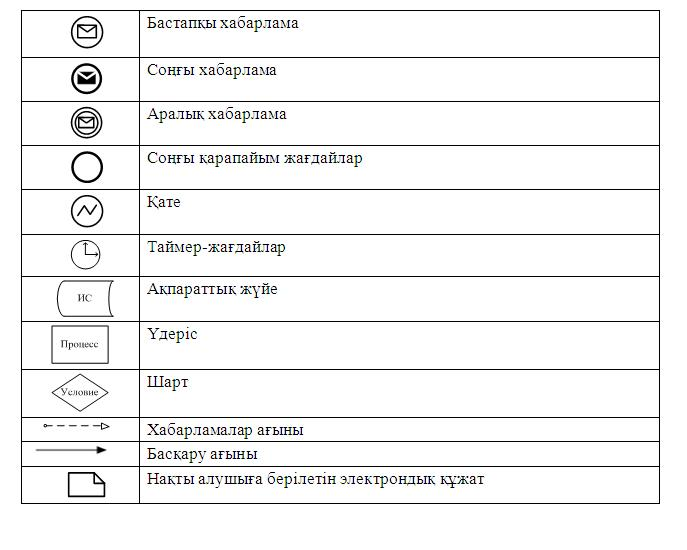 Бастапқы хабарлама
Соңғы хабарлама
Аралық хабарлама
Соңғы қарапайым жағдайлар
Қате
Таймер-жағдайлар
ИС
Ақпараттық жүйе
Процесс
Үдеріс
Условие
Шарт
Хабарламалар ағыны
Басқару ағыны
Нақты алушыға берілетін электрондық құжат